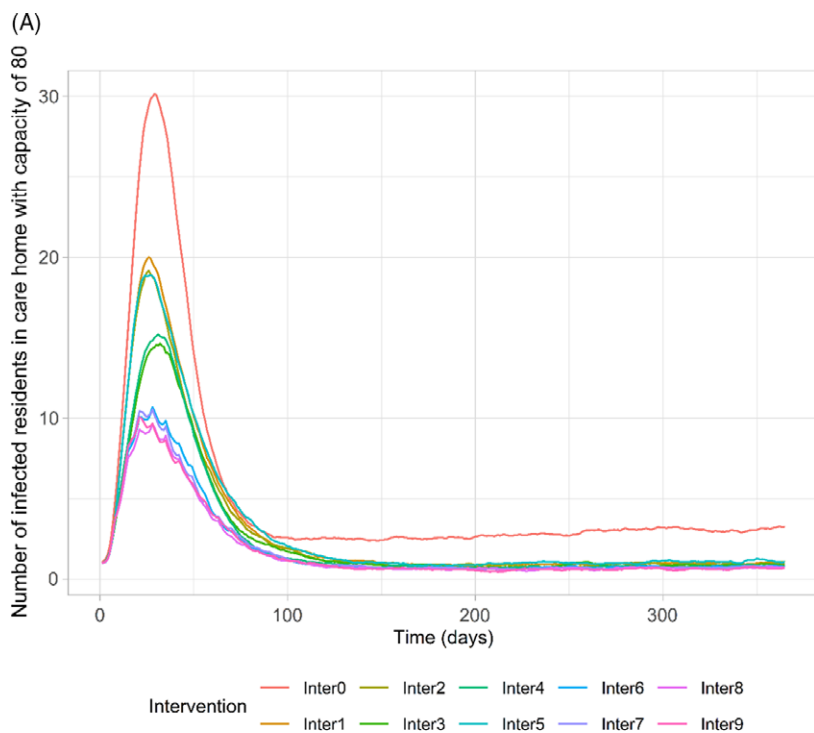 (A)
Number of infected residents in care home with capacity of 80
30
20
10
0
0 100 200 300
Time (days)
Intervention
Inter0 Inter2 Inter4 Inter6 Inter8
Inter1 Inter3 Inter5 Inter7 Inter9